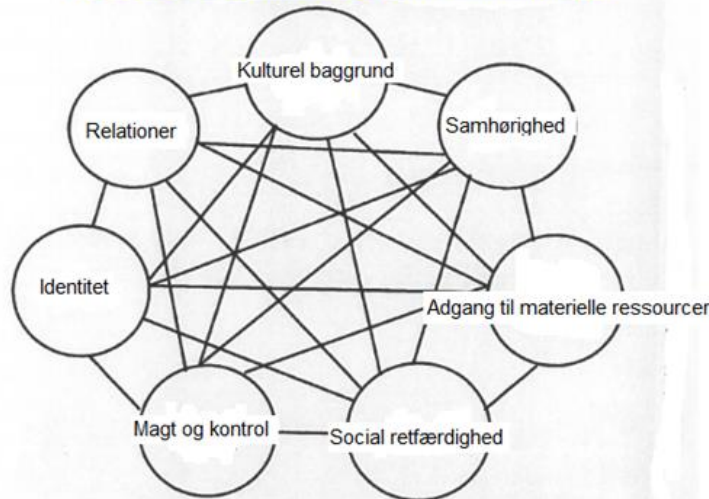 Kulturel baggrund
Relationer
Samhørighed
Identitet
Adgang til materielle ressourcer
Magt og kontrol
Social retfærdighed